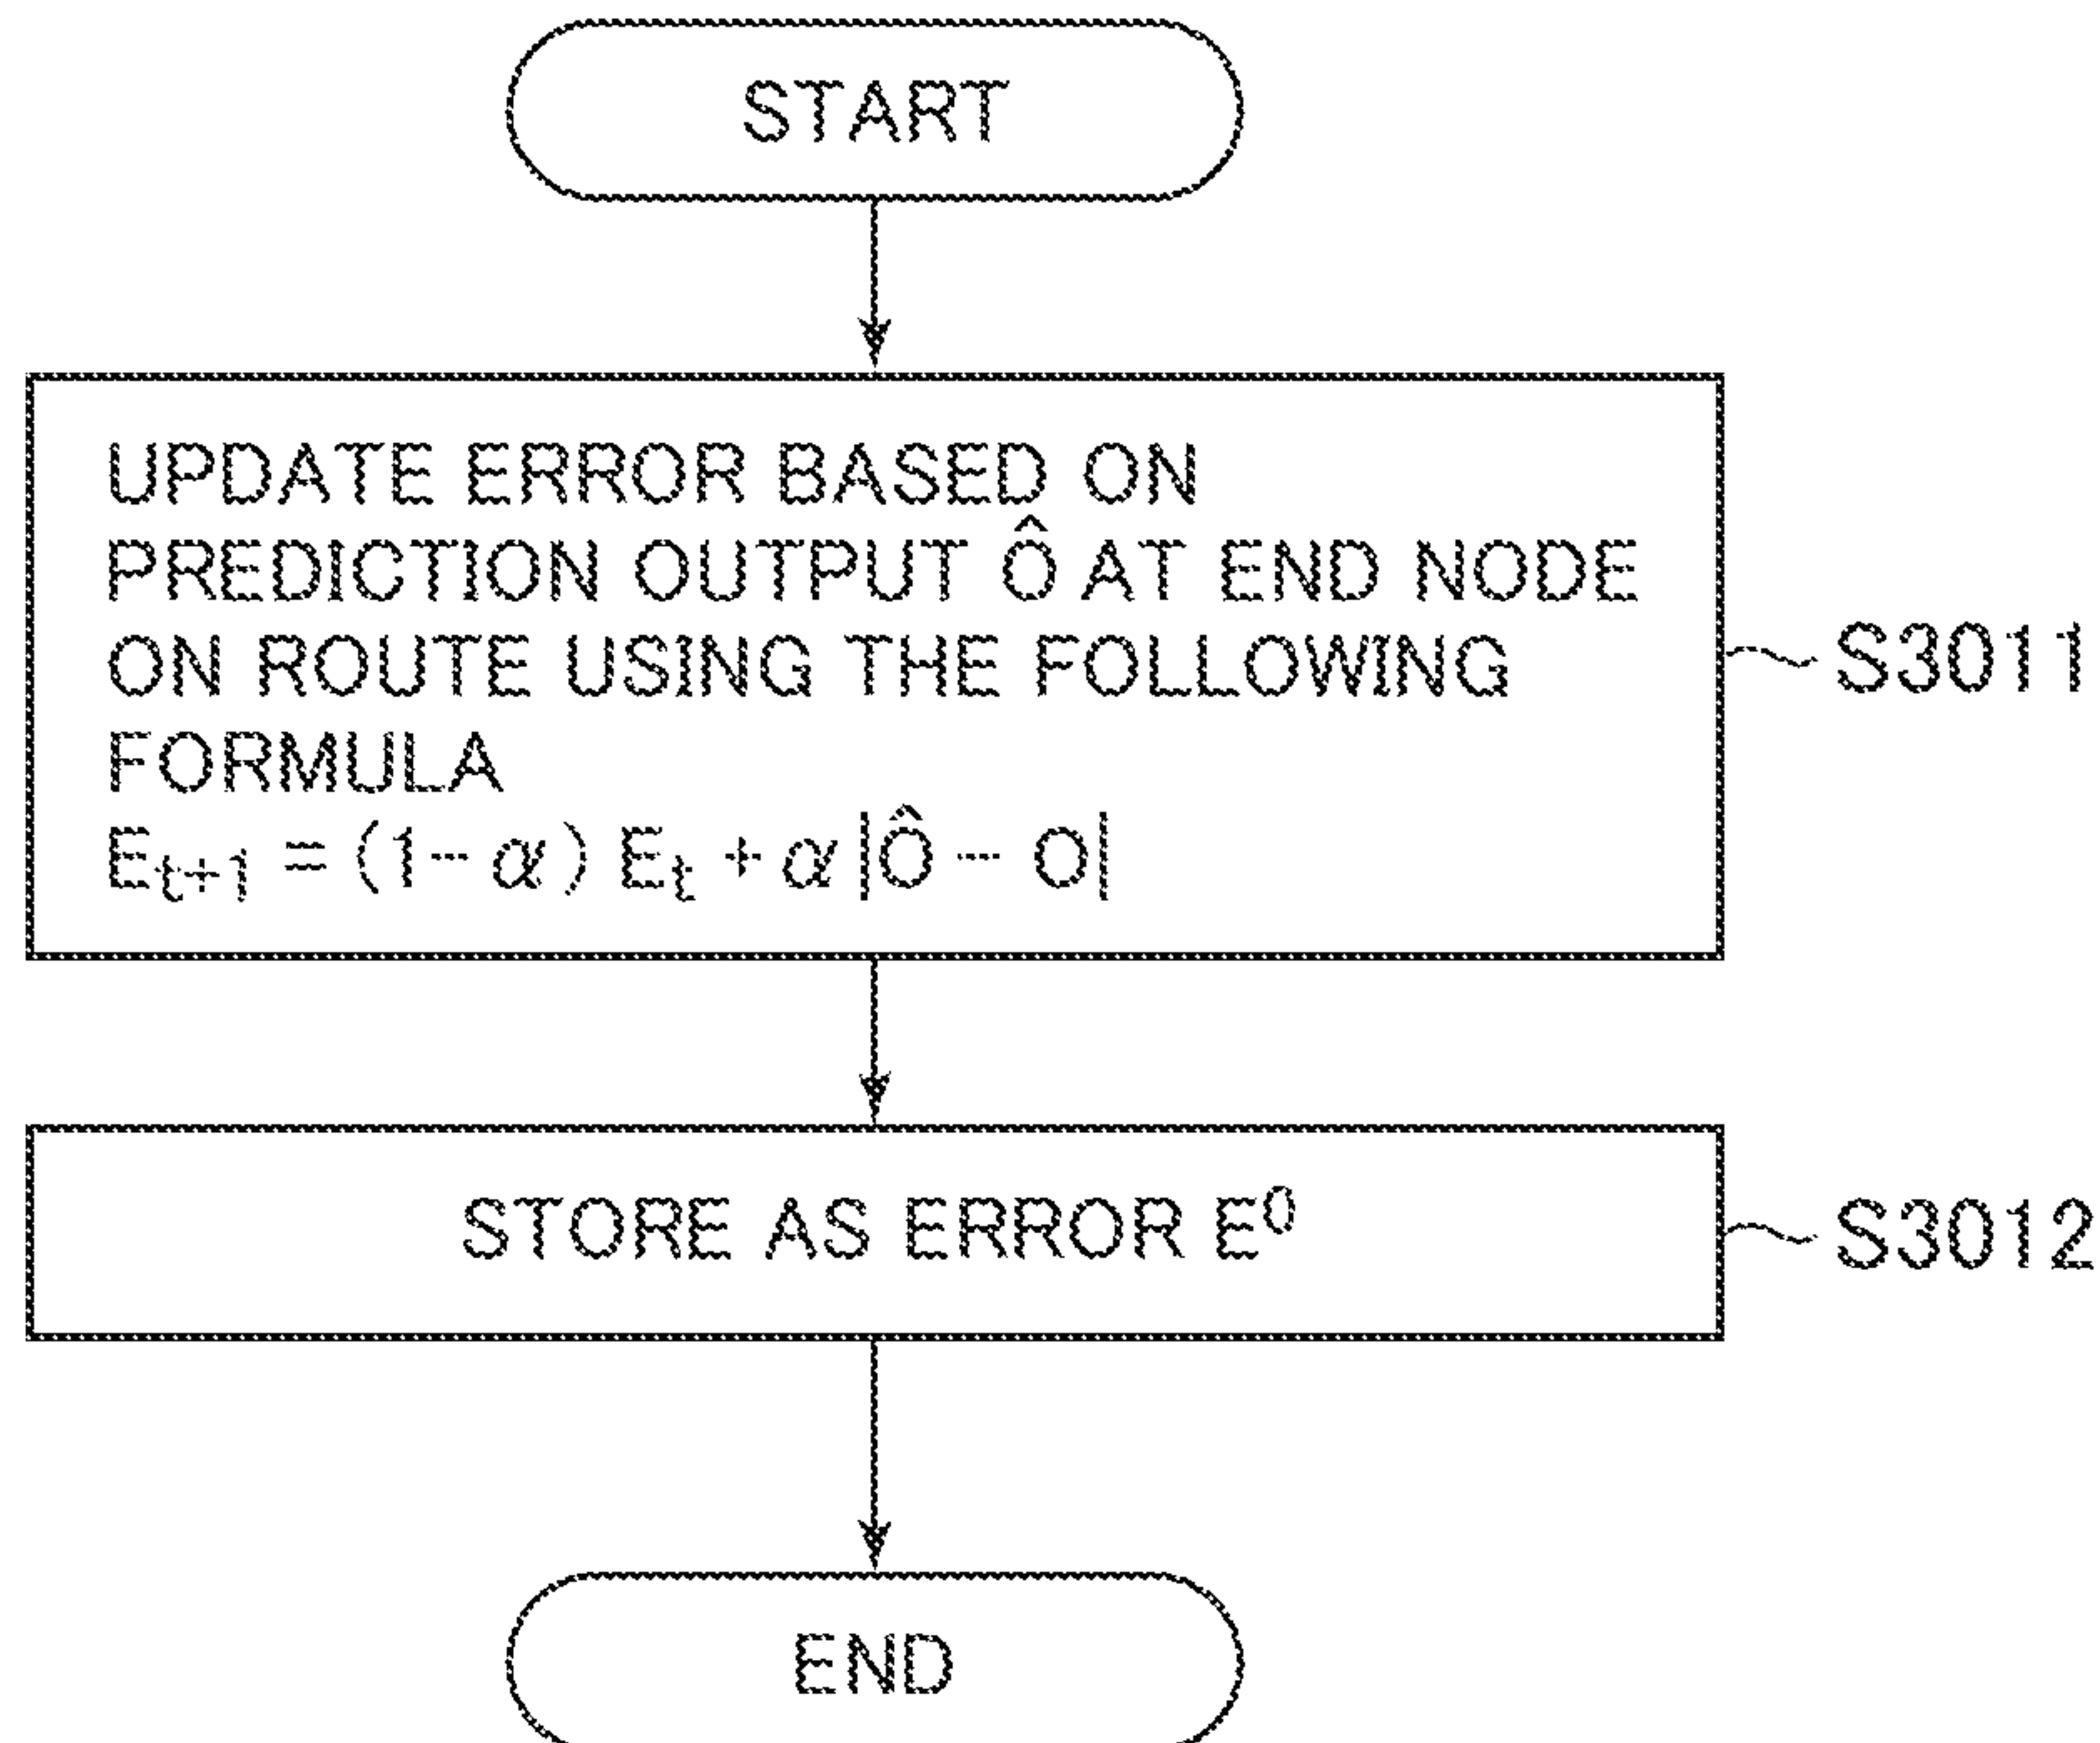 START
UPDATE ERROR BASED ON
PREDICTION OUTPUT Ô AT END NODE
ON ROUTE USING THE FOLLOWING
FORMULA
E_{t+1} = (1-α) E_t + α |Ô - O|
S3011
STORE AS ERROR E⁰
S3012
END